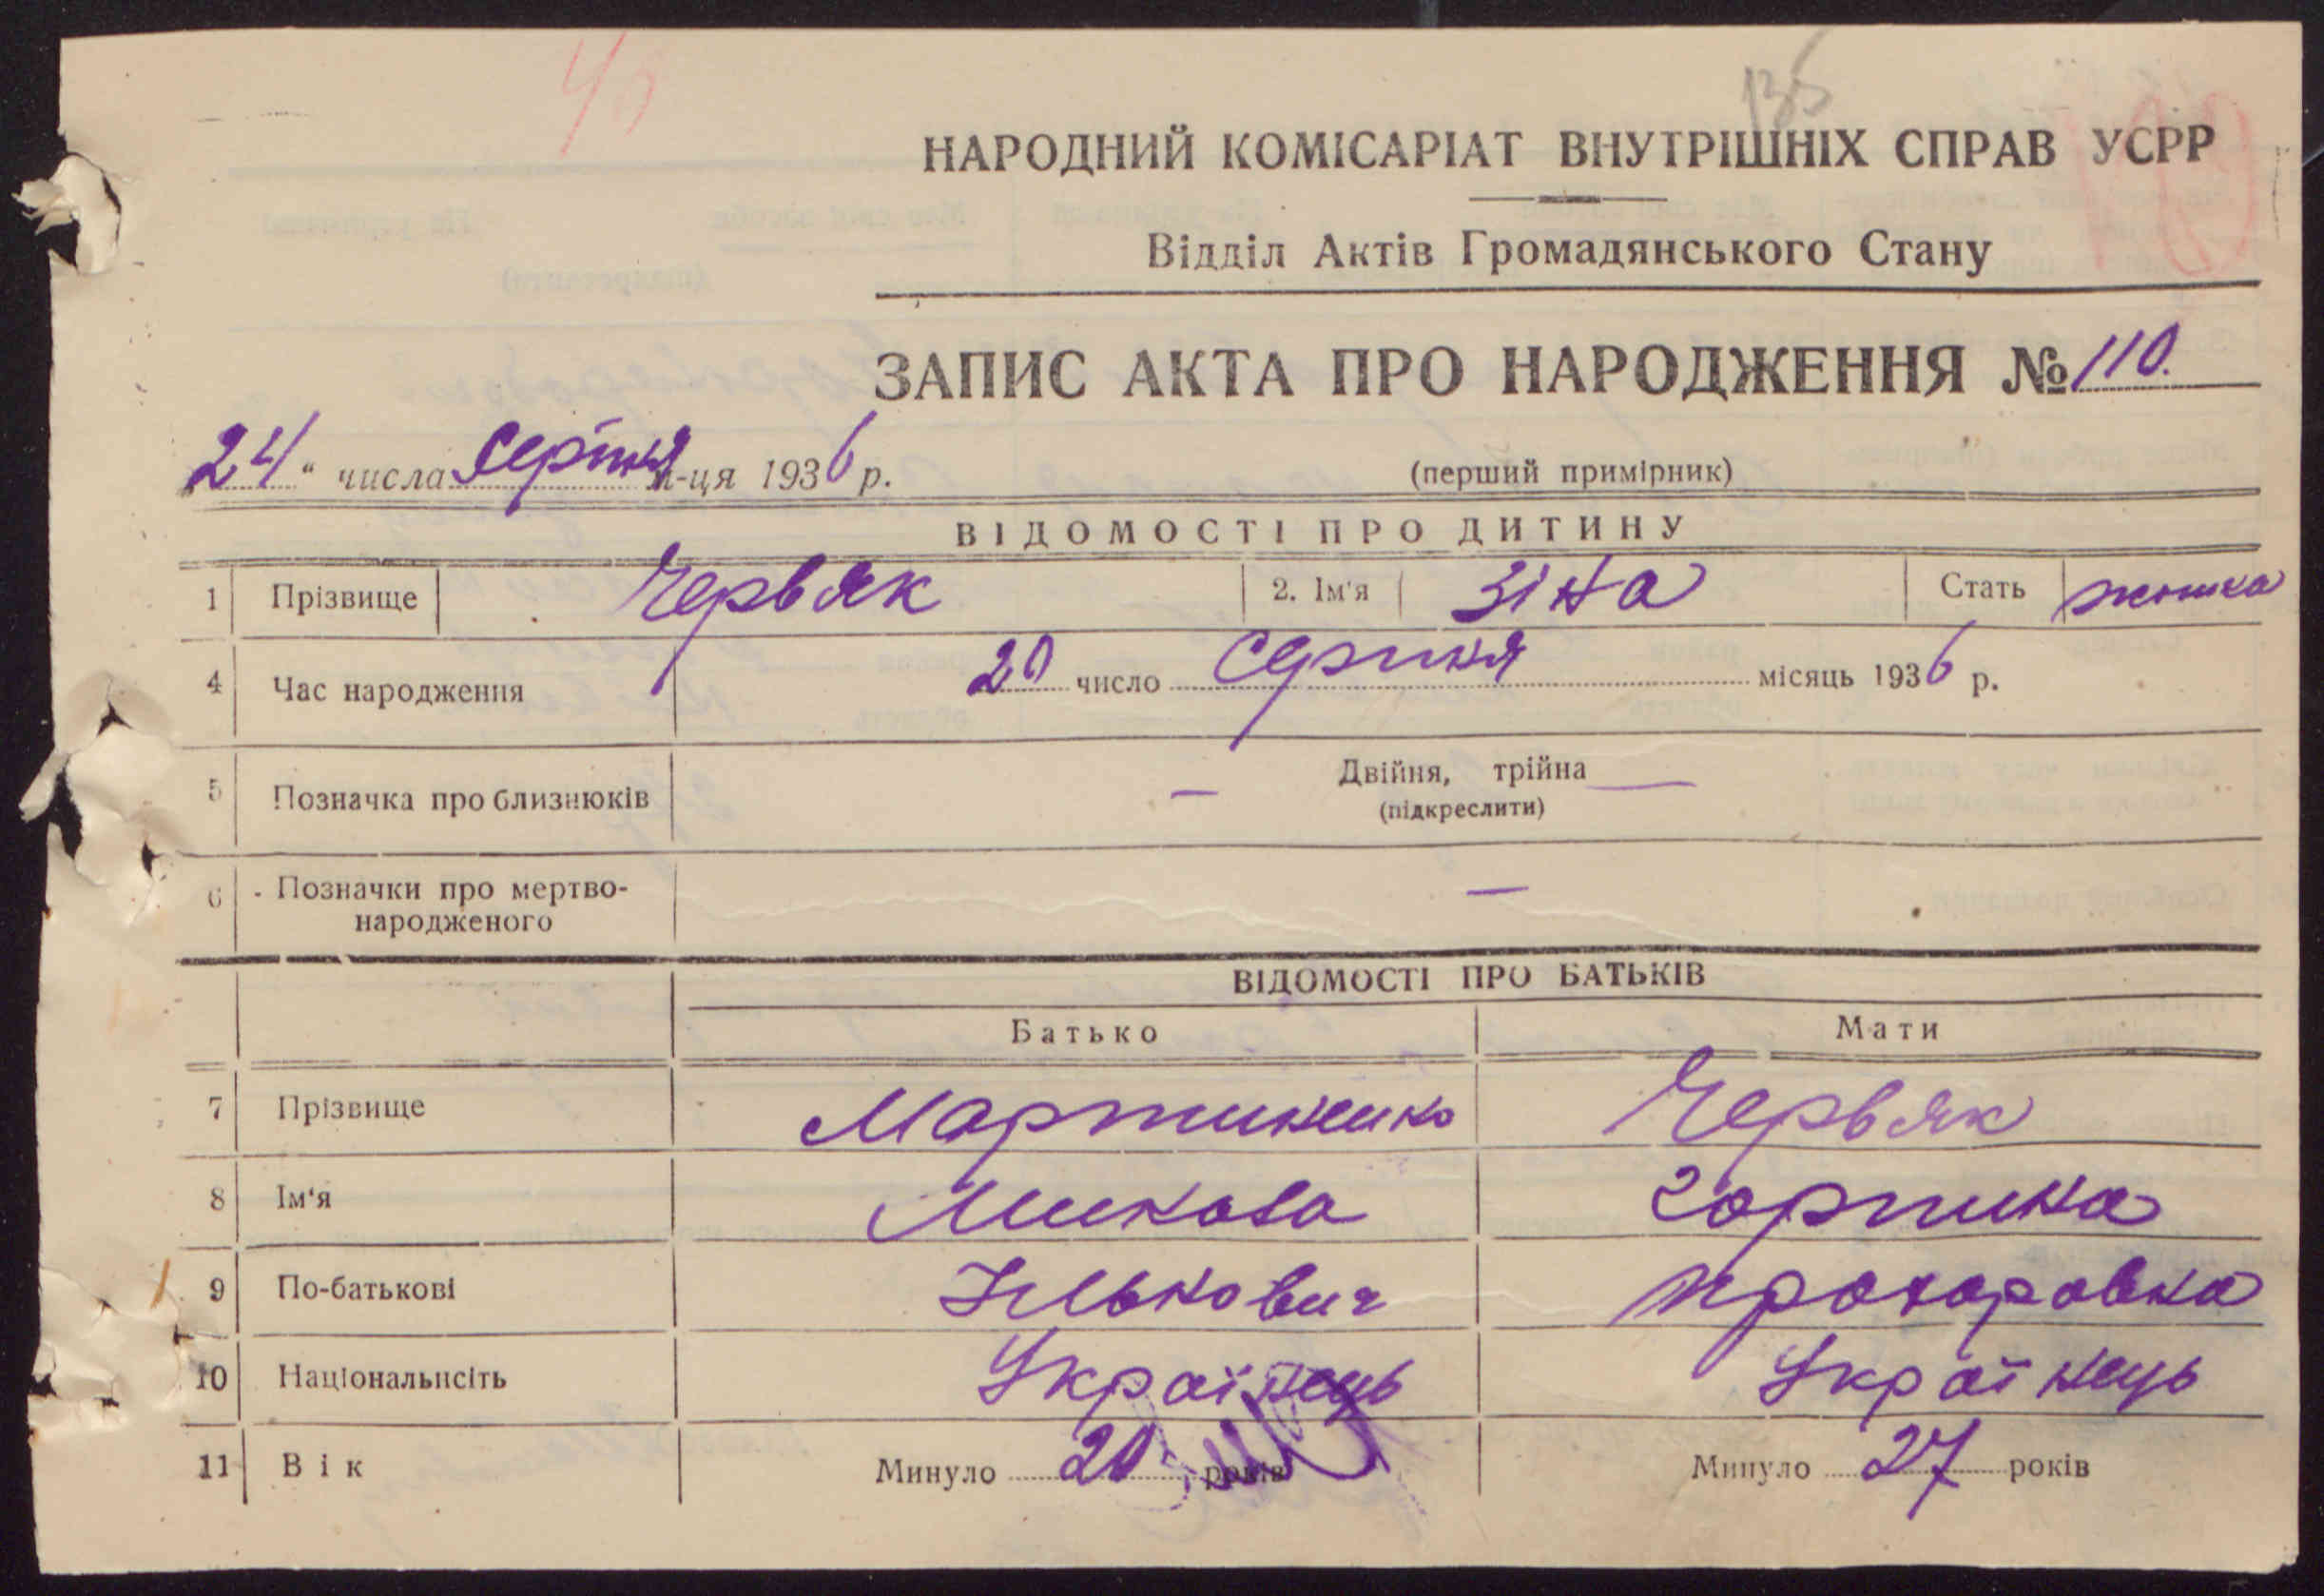 135
НАРОДНИЙ КОМІСАРІАТ ВНУТРІШНІХ СПРАВ УСРР
Відділ Актів Громадянського Стану
ЗАПИС АКТА ПРО НАРОДЖЕННЯ № 110.
24 " числа Серпня м-ця 1936 р.
(перший примірник)
ВІДОМОСТІ ПРО ДИТИНУ
1 Прізвище Червяк 2. Ім'я Зіна Стать жонка
4 Час народження 20 число Серпня місяць 1936 р.
5 Позначка про близнюків — Двійня, трійна —
(підкреслити)
6 Позначки про мертво-
народженого —
ВІДОМОСТІ ПРО БАТЬКІВ
Батько Мати
7 Прізвище Мартиненко Червяк
8 Ім'я Микола Горпина
9 По-батькові Ількович Прохоровна
10 Національнсіть Українець Українець
11 Вік Минуло 20 років Минуло 27 років